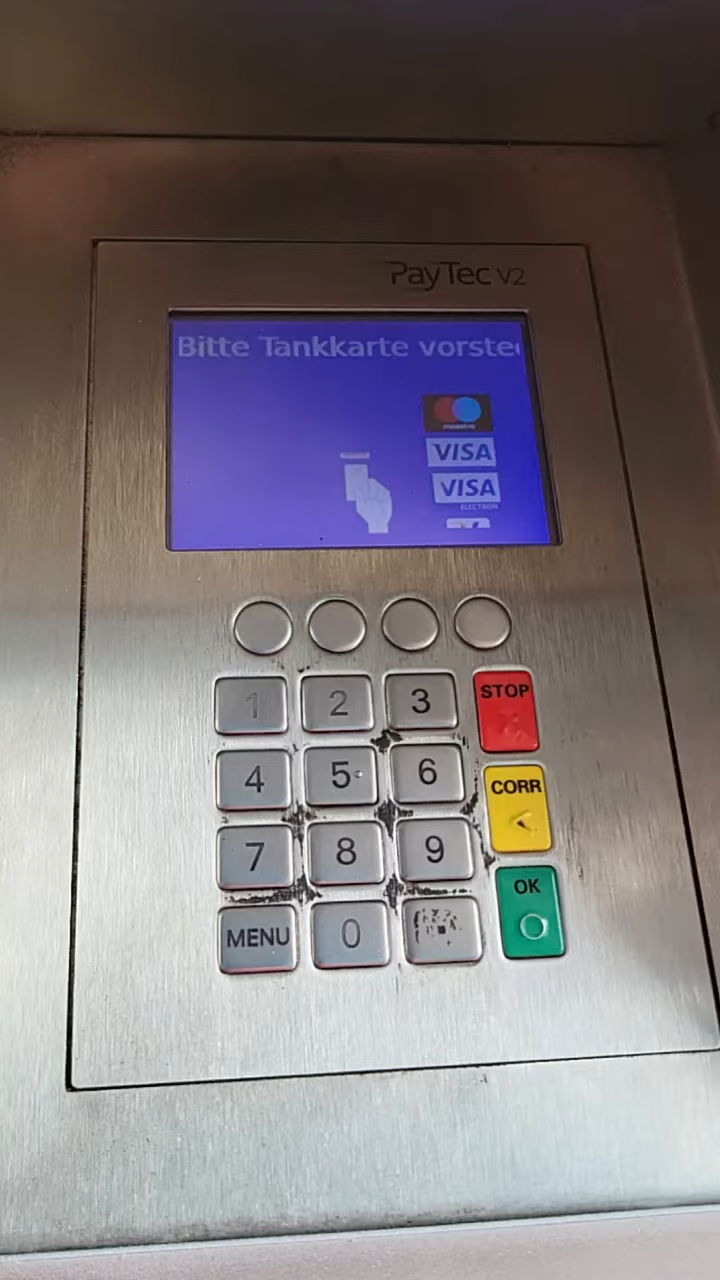 PayTec V2
Bitte Tankkarte vorste
maestro
VISA
VISA
ELECTRON
1 2 3 STOP
4 5 6 CORR
<
7 8 9 OK
MENU 0